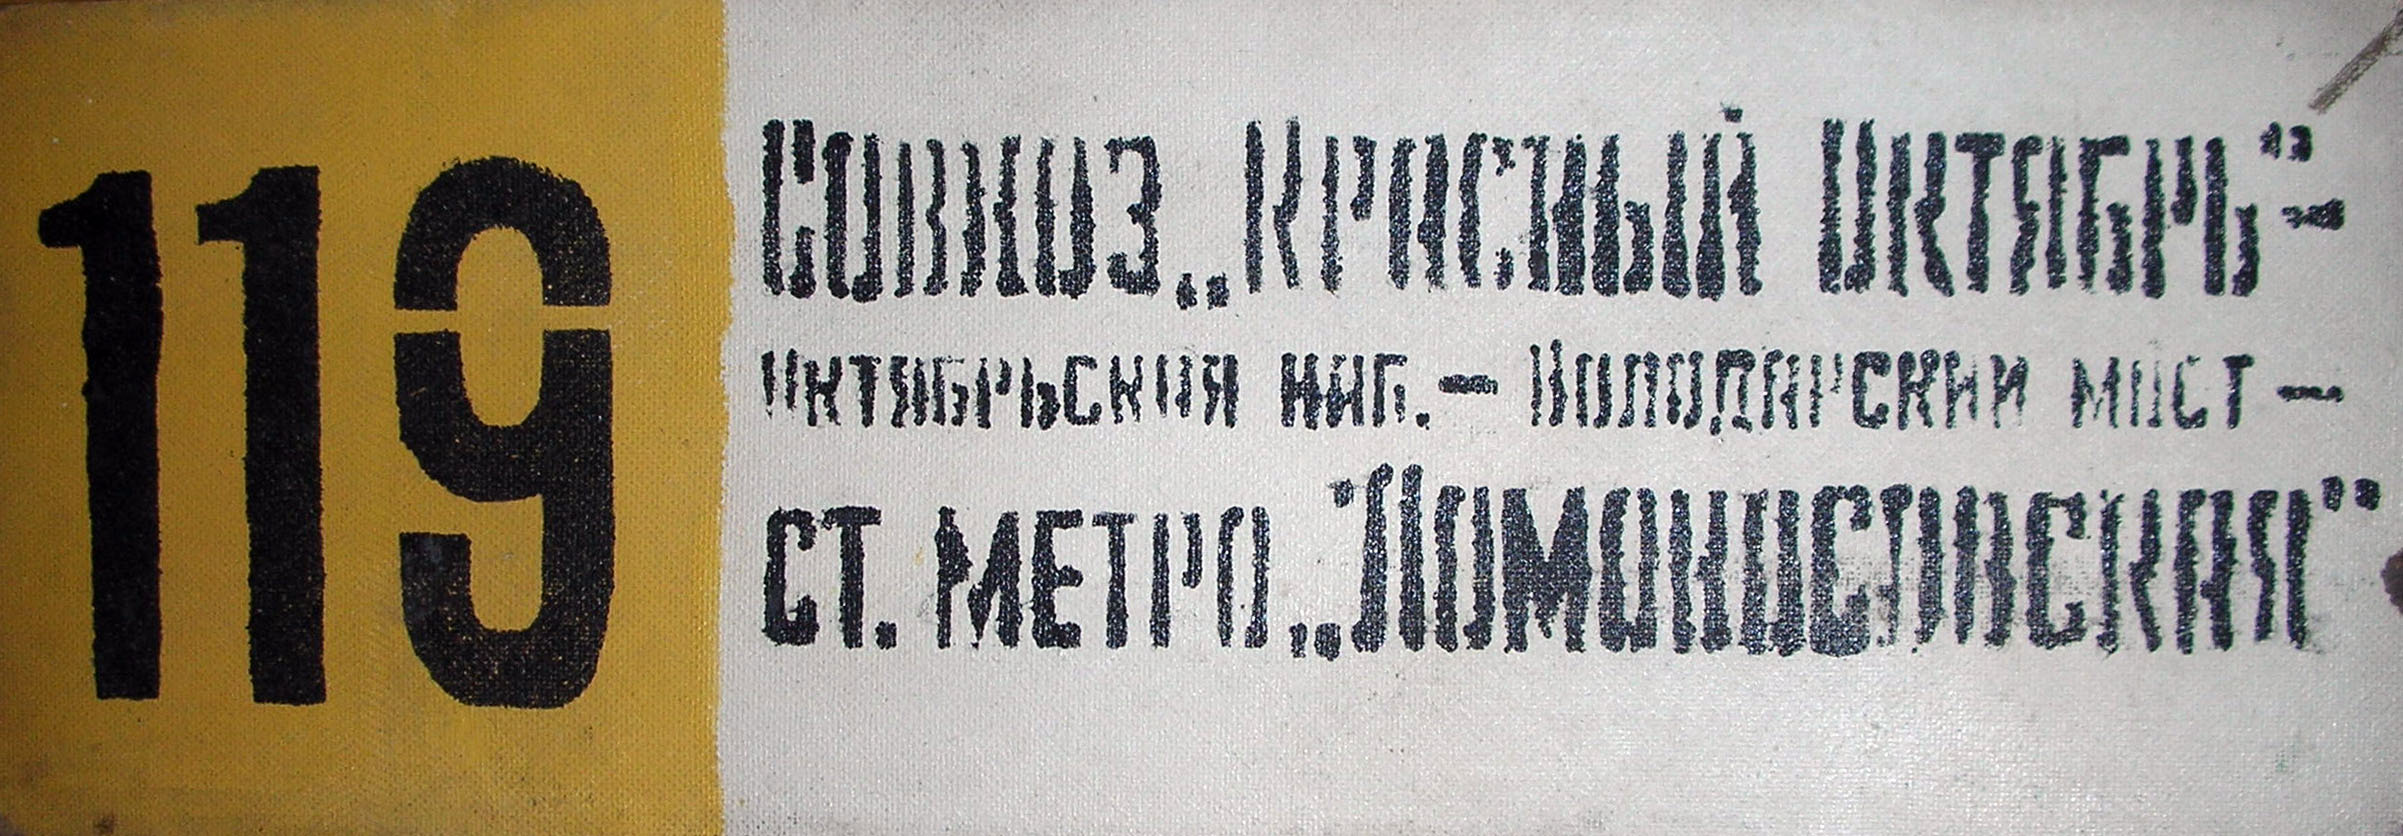 119
Совхоз „Красный Октябрь" –
Октябрьская наб. – Володарский мост –
ст. метро „Ломоносовская"